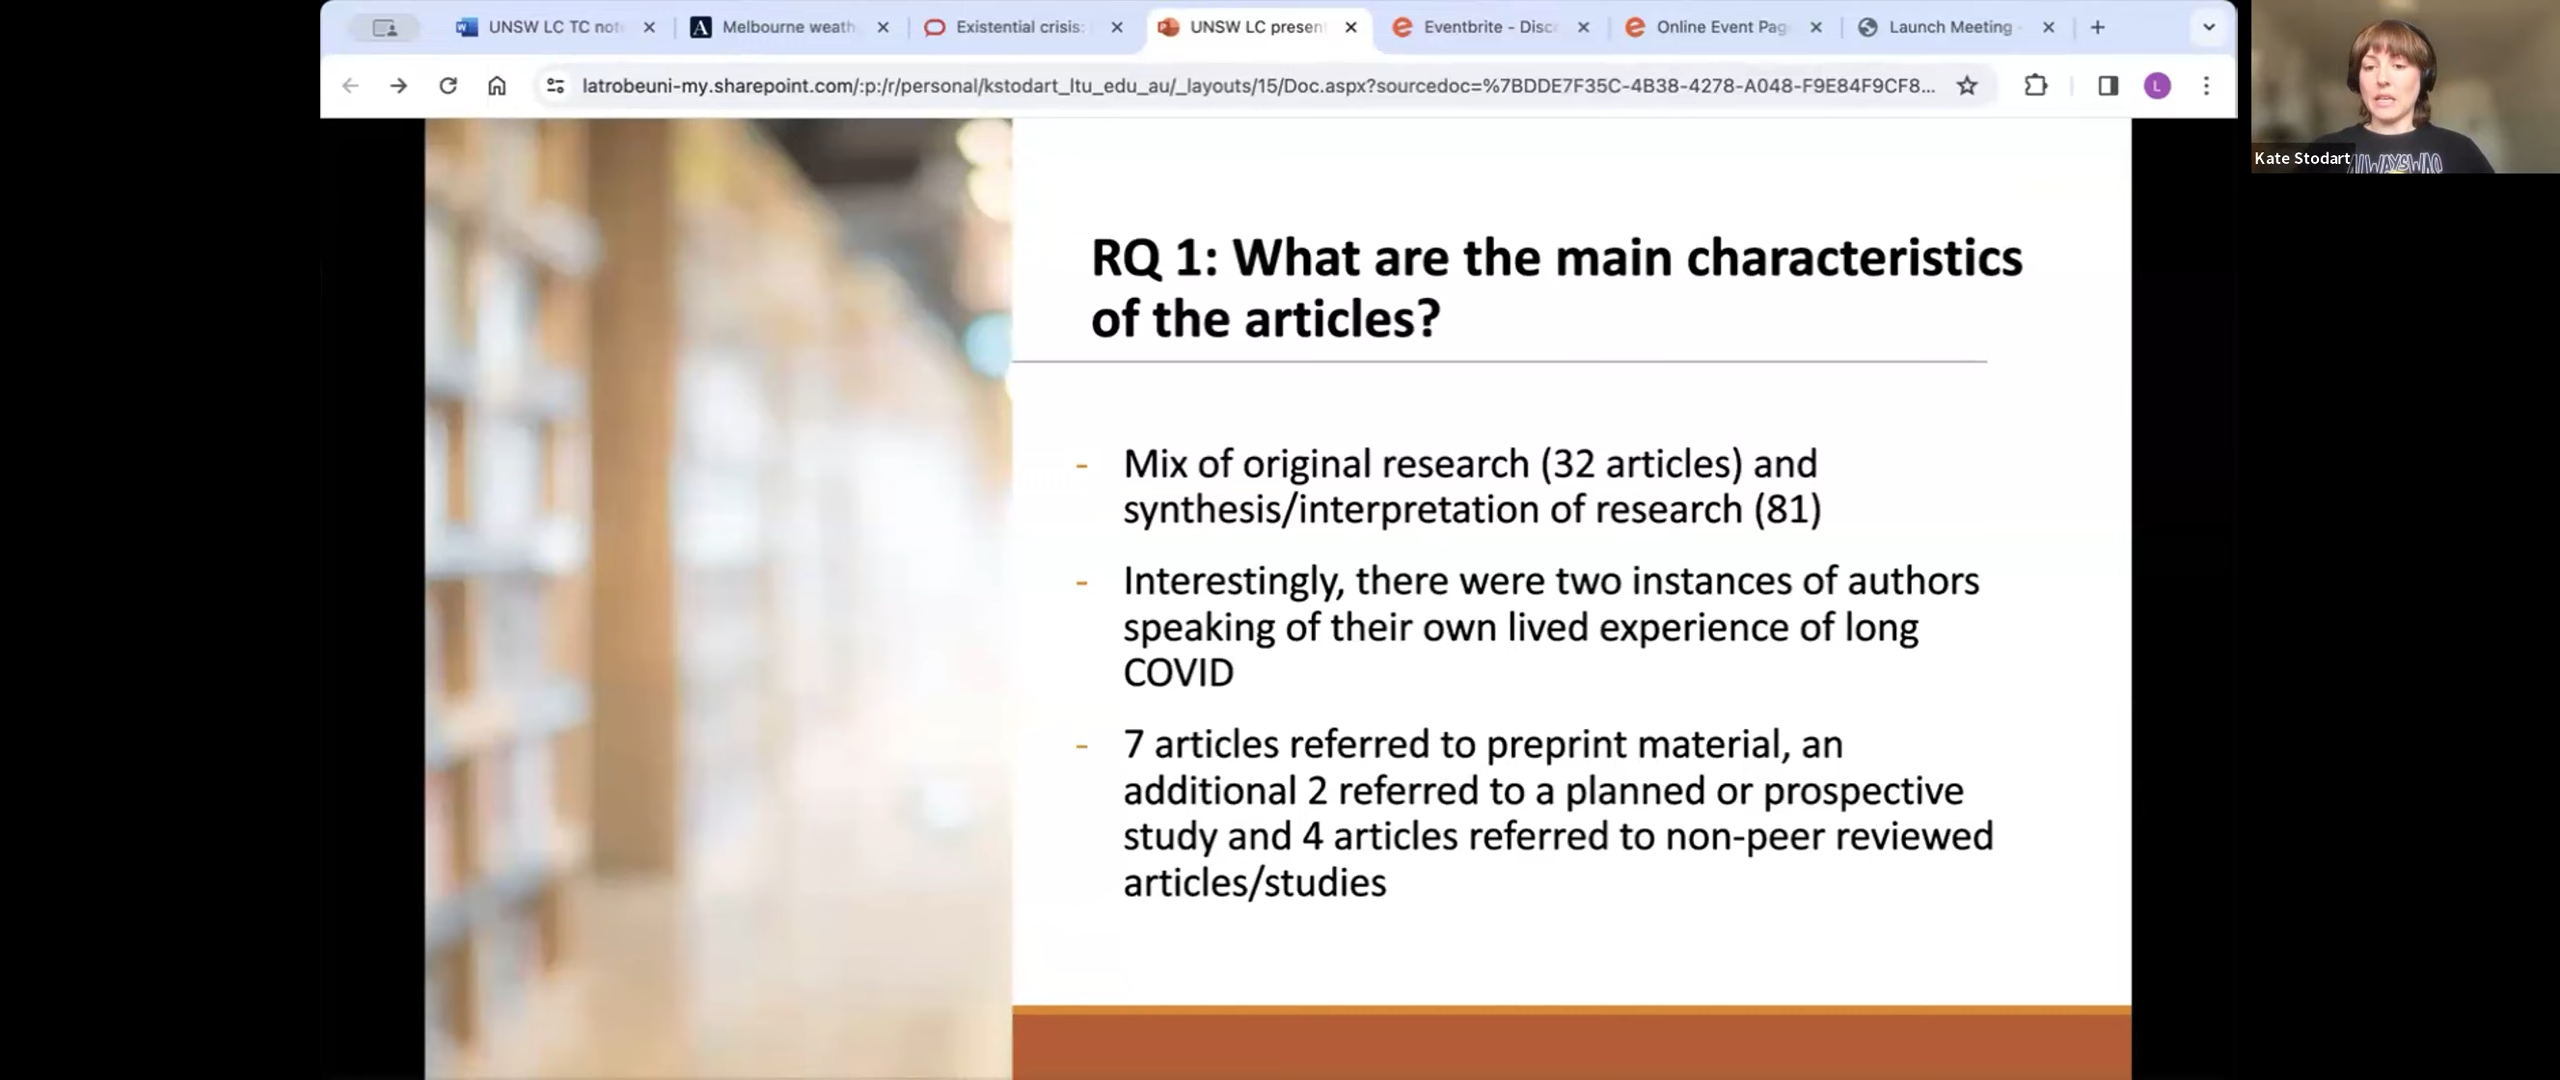 UNSW LC TC not
Melbourne weath
Existential crisis:
UNSW LC presen
Eventbrite - Disc
Online Event Pag
Launch Meeting -
latrobeuni-my.sharepoint.com/:p:/r/personal/kstodart_ltu_edu_au/_layouts/15/Doc.aspx?sourcedoc=%7BDDE7F35C-4B38-4278-A048-F9E84F9CF8...
L
Kate Stodart
RQ 1: What are the main characteristics
of the articles?
- Mix of original research (32 articles) and
synthesis/interpretation of research (81)
- Interestingly, there were two instances of authors
speaking of their own lived experience of long
COVID
- 7 articles referred to preprint material, an
additional 2 referred to a planned or prospective
study and 4 articles referred to non-peer reviewed
articles/studies